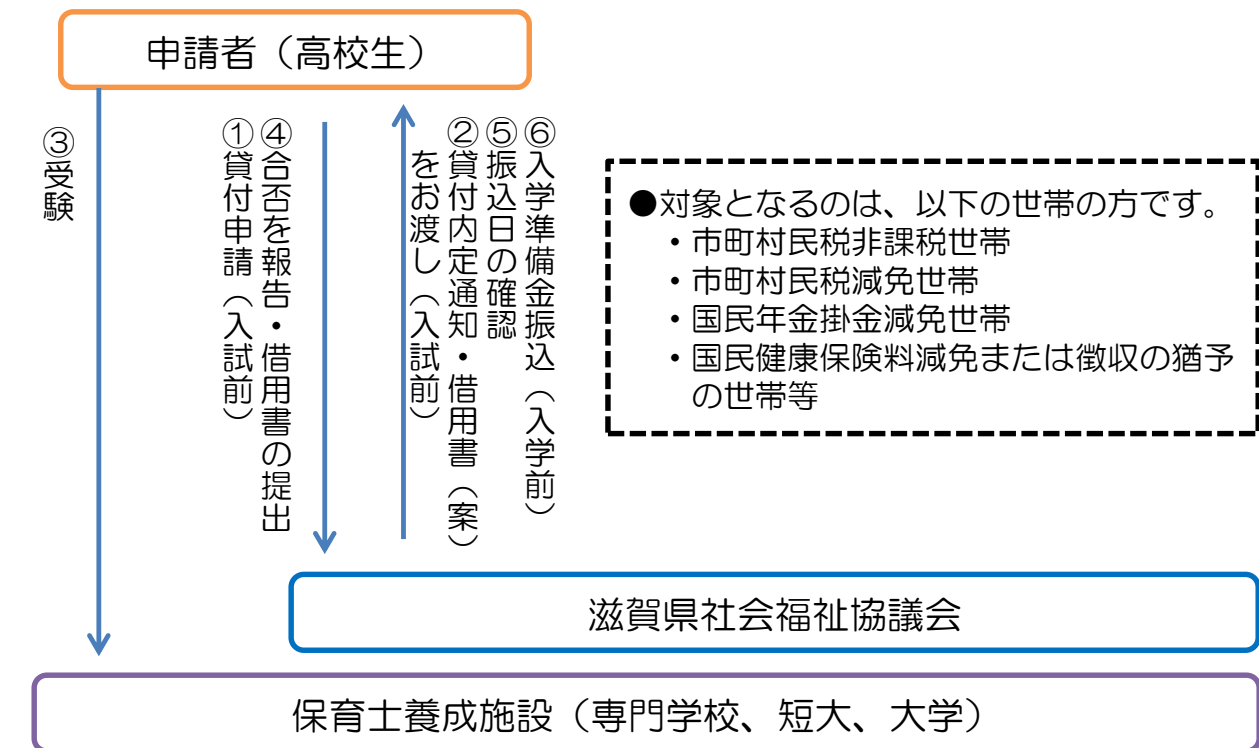 申請者（高校生）
③受験
①貸付申請（入試前）
④合否を報告・借用書の提出
②貸付内定通知・借用書（案）
をお渡し（入試前）
⑤振込日の確認
⑥入学準備金振込（入学前）
●対象となるのは、以下の世帯の方です。
・市町村民税非課税世帯
・市町村民税減免世帯
・国民年金掛金減免世帯
・国民健康保険料減免または徴収の猶予
の世帯等
滋賀県社会福祉協議会
保育士養成施設（専門学校、短大、大学）